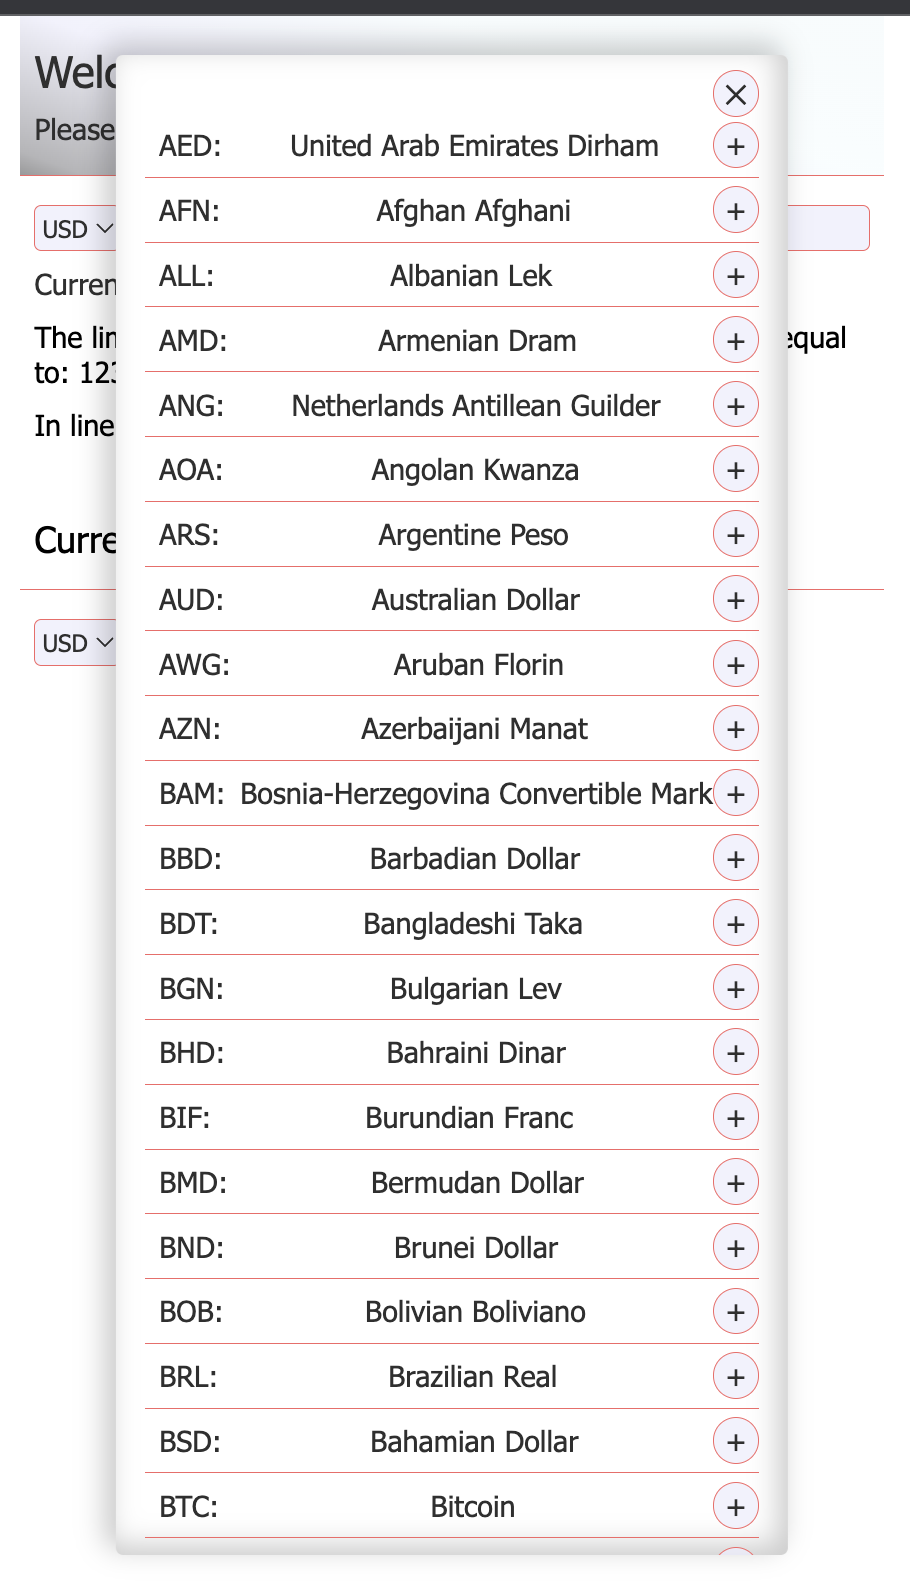 Welc
Please
USD
Curren
The lin
equal
to: 123
In line
Curre
USD
AED: United Arab Emirates Dirham +
AFN: Afghan Afghani +
ALL: Albanian Lek +
AMD: Armenian Dram +
ANG: Netherlands Antillean Guilder +
AOA: Angolan Kwanza +
ARS: Argentine Peso +
AUD: Australian Dollar +
AWG: Aruban Florin +
AZN: Azerbaijani Manat +
BAM: Bosnia-Herzegovina Convertible Mark +
BBD: Barbadian Dollar +
BDT: Bangladeshi Taka +
BGN: Bulgarian Lev +
BHD: Bahraini Dinar +
BIF: Burundian Franc +
BMD: Bermudan Dollar +
BND: Brunei Dollar +
BOB: Bolivian Boliviano +
BRL: Brazilian Real +
BSD: Bahamian Dollar +
BTC: Bitcoin +